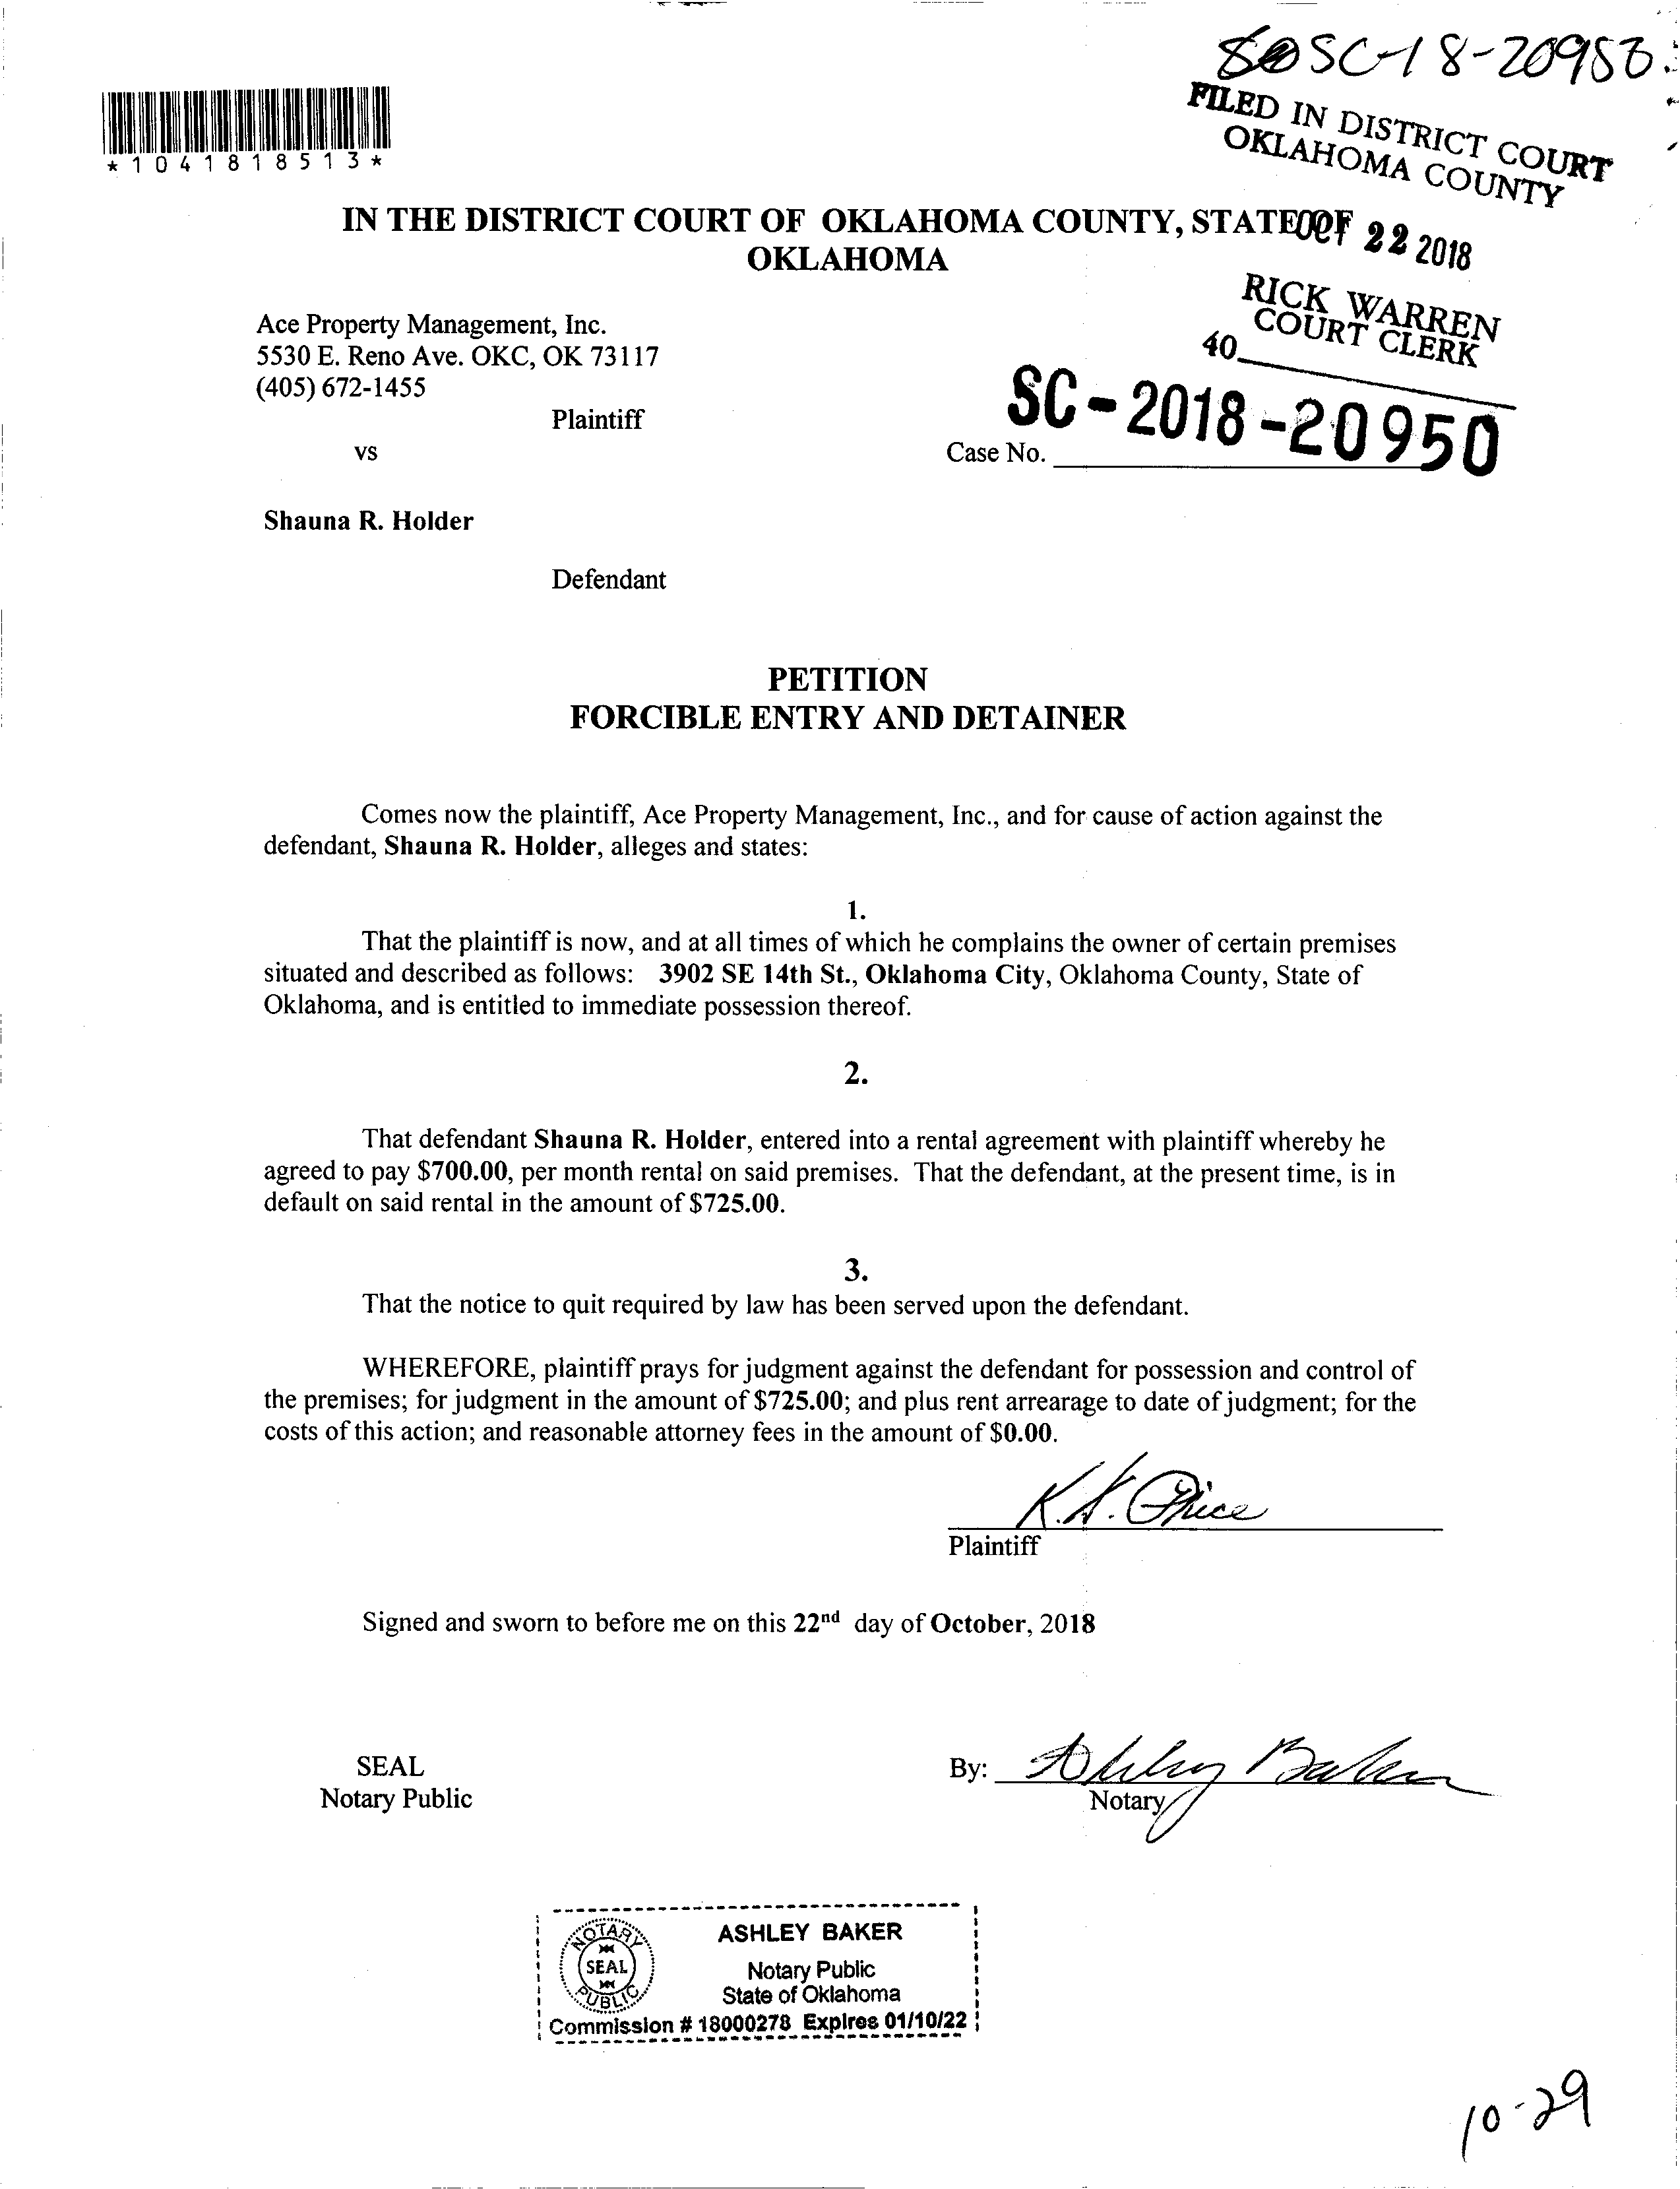 SC-18-20950
*1041818513*
FILED IN DISTRICT COURT
OKLAHOMA COUNTY
IN THE DISTRICT COURT OF OKLAHOMA COUNTY, STATE OF
OKLAHOMA
OCT 22 2018
RICK WARREN
COURT CLERK
40
Ace Property Management, Inc.
5530 E. Reno Ave. OKC, OK 73117
(405) 672-1455
Plaintiff
vs
SC-2018-20950
Case No.
Shauna R. Holder
Defendant
PETITION
FORCIBLE ENTRY AND DETAINER
Comes now the plaintiff, Ace Property Management, Inc., and for cause of action against the
defendant, Shauna R. Holder, alleges and states:
1.
That the plaintiff is now, and at all times of which he complains the owner of certain premises
situated and described as follows: 3902 SE 14th St., Oklahoma City, Oklahoma County, State of
Oklahoma, and is entitled to immediate possession thereof.
2.
That defendant Shauna R. Holder, entered into a rental agreement with plaintiff whereby he
agreed to pay $700.00, per month rental on said premises. That the defendant, at the present time, is in
default on said rental in the amount of $725.00.
3.
That the notice to quit required by law has been served upon the defendant.
WHEREFORE, plaintiff prays for judgment against the defendant for possession and control of
the premises; for judgment in the amount of $725.00; and plus rent arrearage to date of judgment; for the
costs of this action; and reasonable attorney fees in the amount of $0.00.
Plaintiff
Signed and sworn to before me on this 22nd day of October, 2018
SEAL
Notary Public
By: Ashley Baker
Notary
NOTARY
SEAL
PUBLIC
ASHLEY BAKER
Notary Public
State of Oklahoma
Commission # 18000278 Expires 01/10/22
10-29